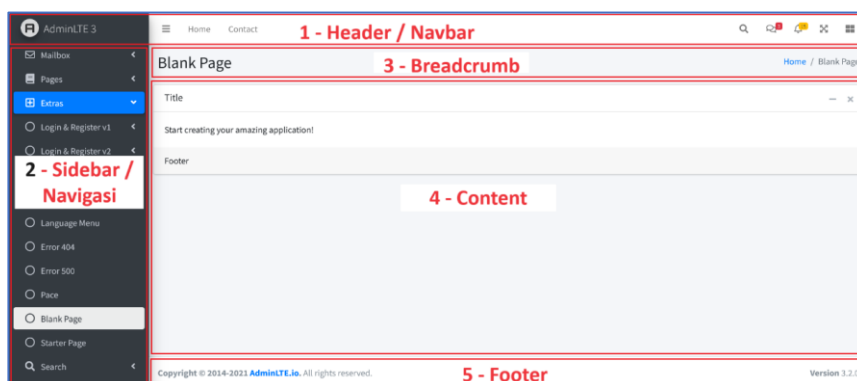 AdminLTE 3
Home Contact
1 - Header / Navbar
Mailbox
Pages
Extras
Login & Register v1
Login & Register v2
2 - Sidebar /
Navigasi
Language Menu
Error 404
Error 500
Pace
Blank Page
Starter Page
Search
Blank Page
3 - Breadcrumb
Home / Blank Page
Title
Start creating your amazing application!
Footer
4 - Content
Copyright © 2014-2021 AdminLTE.io. All rights reserved.
5 - Footer
Version 3.2.0